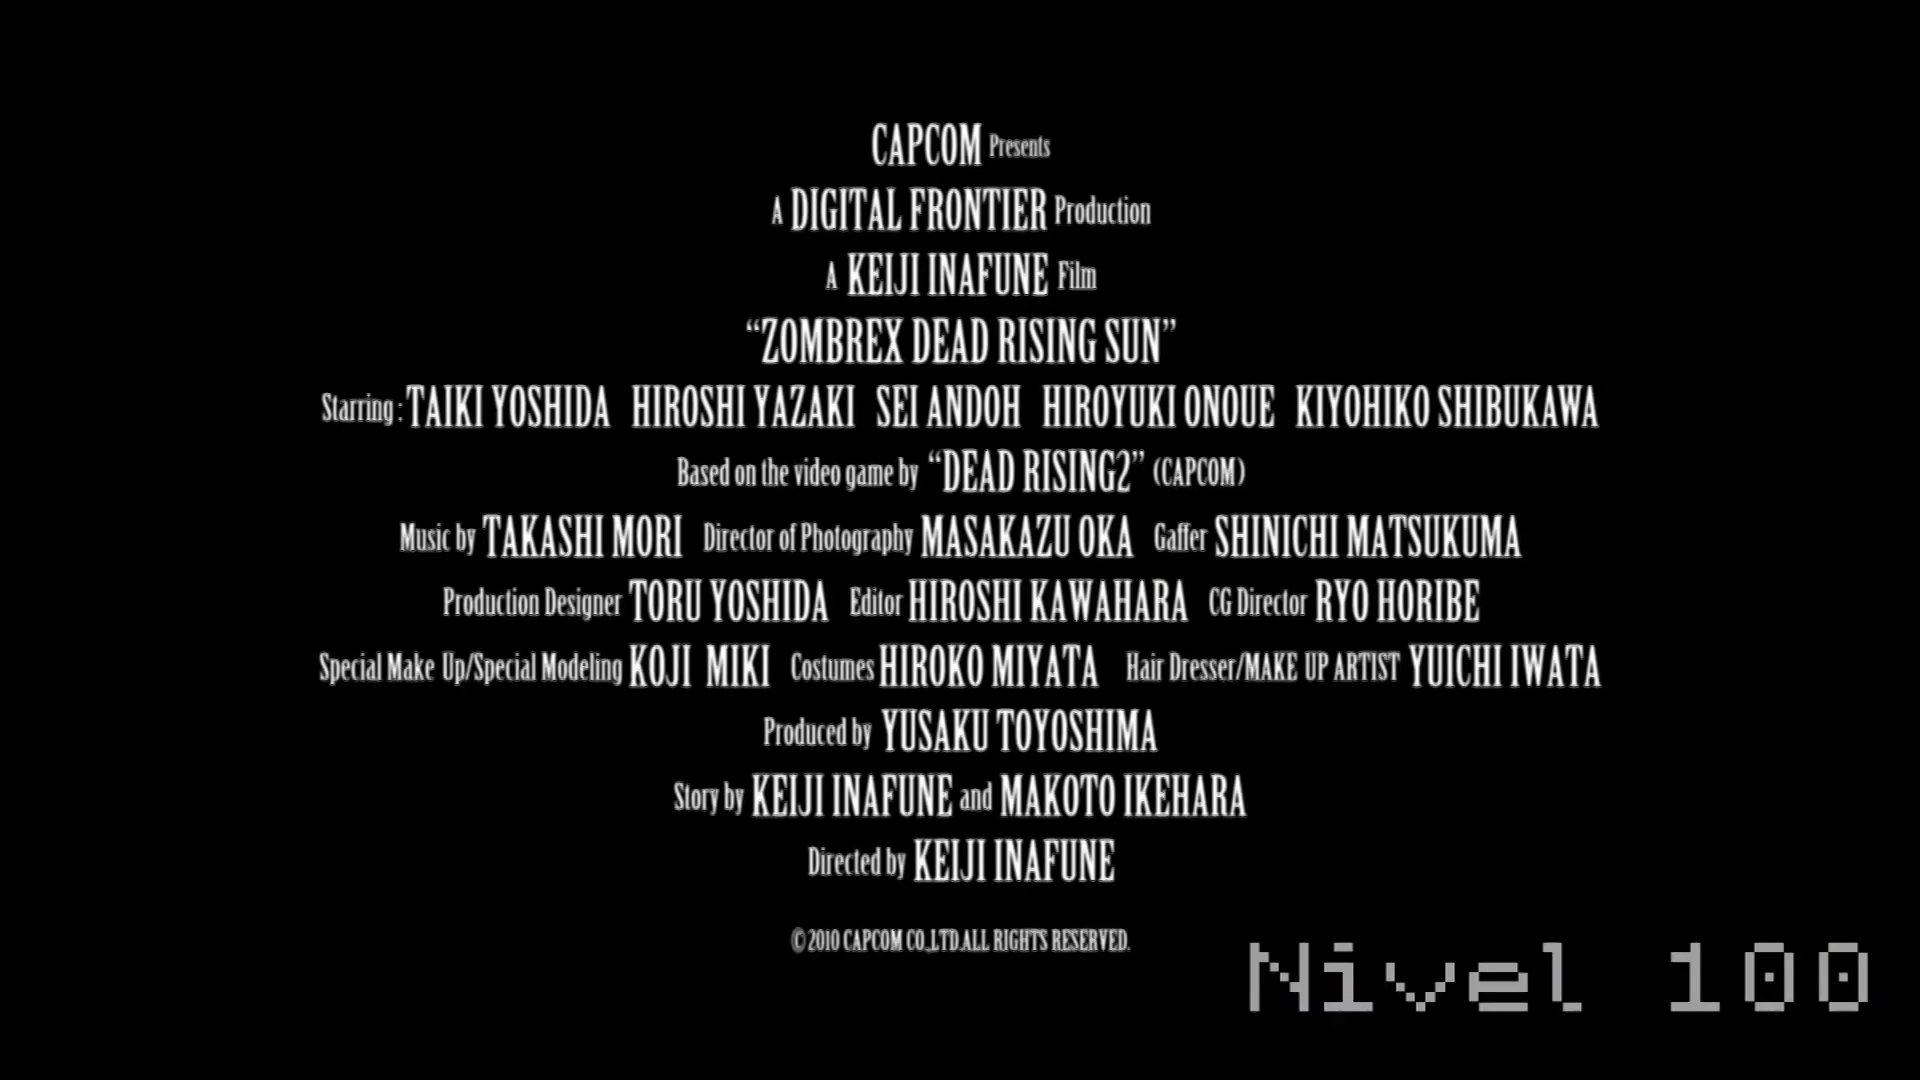 CAPCOM Presents
A DIGITAL FRONTIER Production
A KEIJI INAFUNE Film
“ZOMBREX DEAD RISING SUN”
Starring : TAIKI YOSHIDA HIROSHI YAZAKI SEI ANDOH HIROYUKI ONOUE KIYOHIKO SHIBUKAWA
Based on the video game by “DEAD RISING2” (CAPCOM)
Music by TAKASHI MORI Director of Photography MASAKAZU OKA Gaffer SHINICHI MATSUKUMA
Production Designer TORU YOSHIDA Editor HIROSHI KAWAHARA CG Director RYO HORIBE
Special Make Up/Special Modeling KOJI MIKI Costumes HIROKO MIYATA Hair Dresser/MAKE UP ARTIST YUICHI IWATA
Produced by YUSAKU TOYOSHIMA
Story by KEIJI INAFUNE and MAKOTO IKEHARA
Directed by KEIJI INAFUNE
©2010 CAPCOM CO.,LTD.ALL RIGHTS RESERVED.
Nivel 100